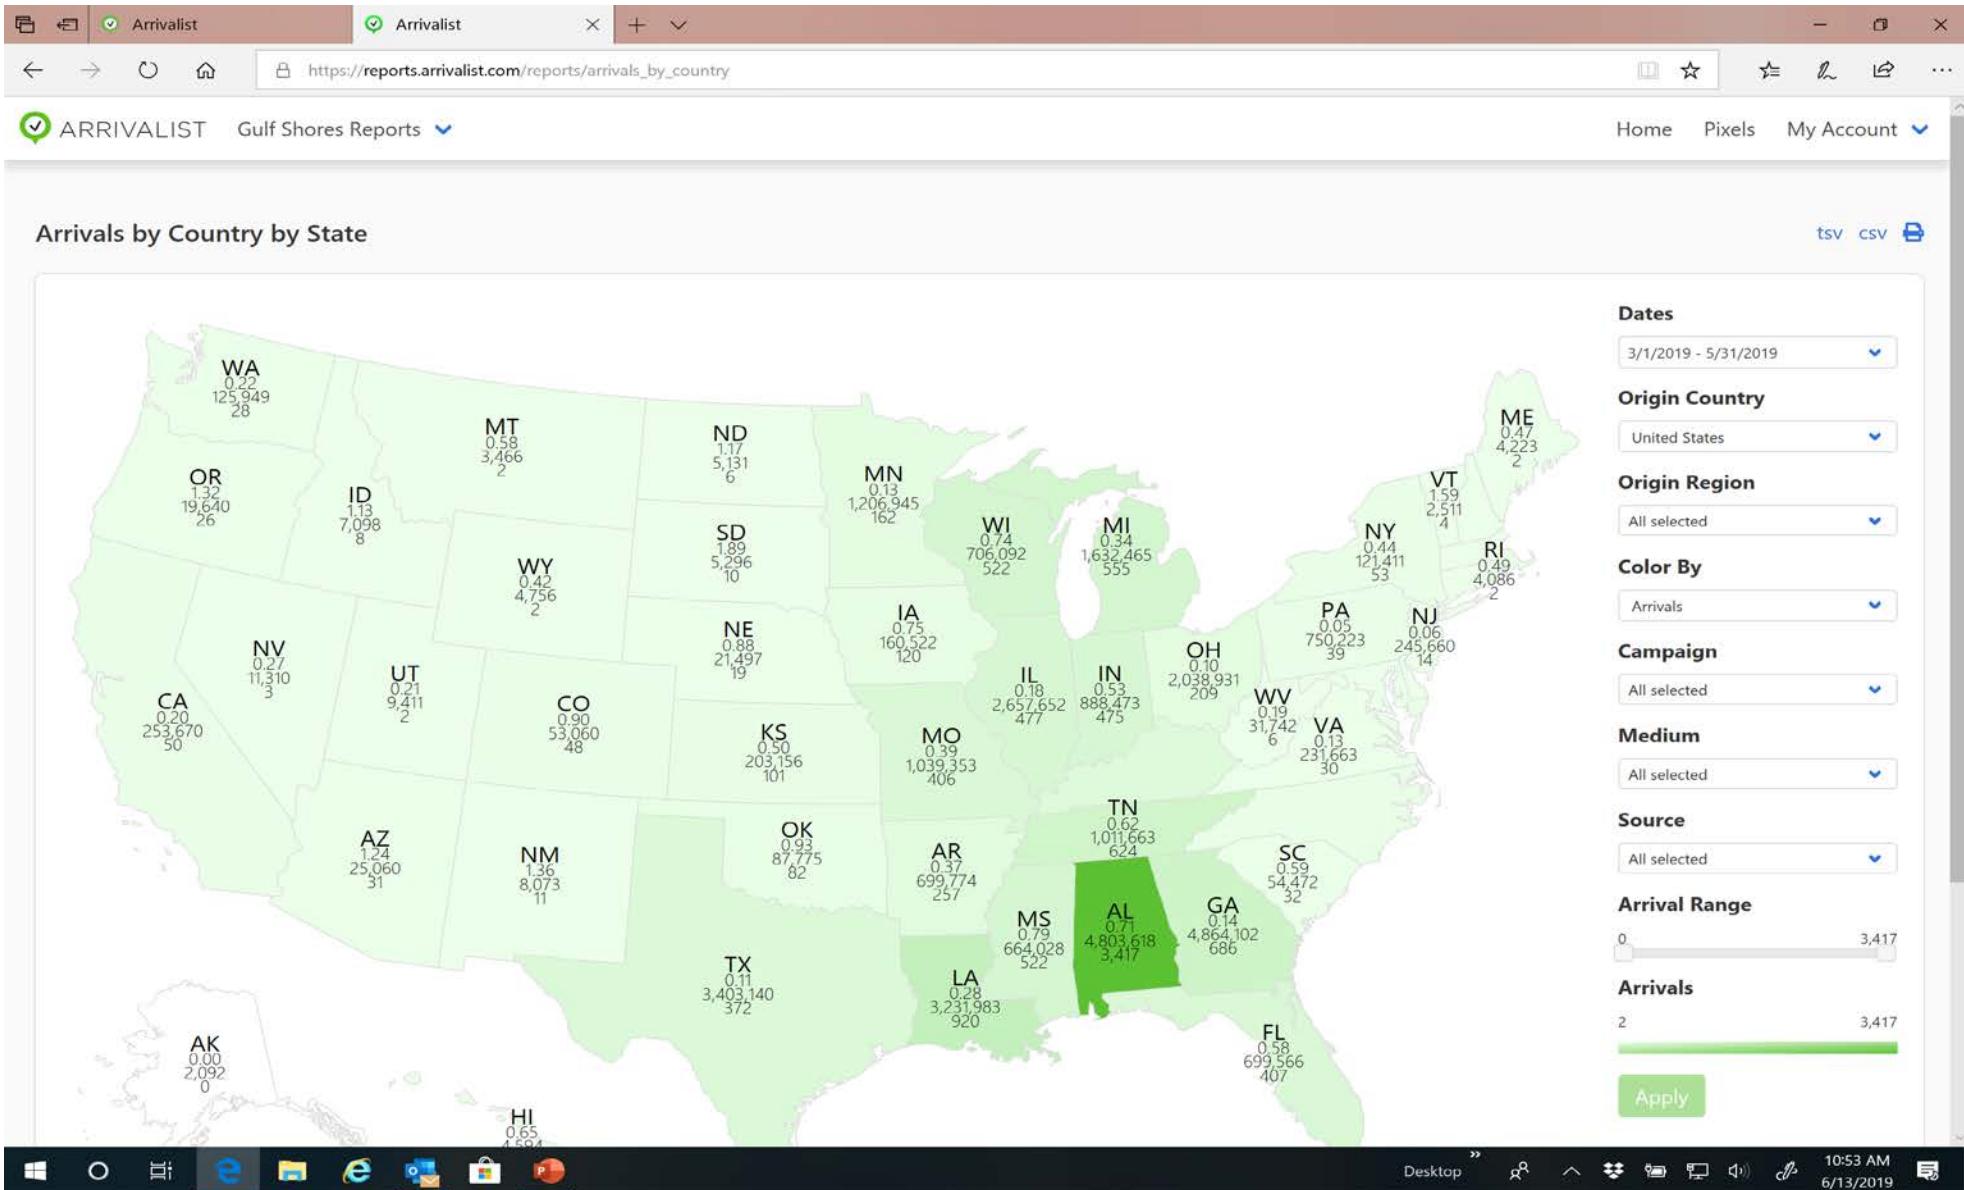 Arrivalist
Arrivalist
https://reports.arrivalist.com/reports/arrivals_by_country
ARRIVALIST Gulf Shores Reports
Home Pixels My Account
Arrivals by Country by State
tsv csv
WA
0.22
125,949
28
MT
0.58
3,466
2
ND
1.17
5,131
6
ME
0.47
4,223
2
OR
1.32
19,640
26
ID
1.13
7,098
8
MN
0.13
1,206,945
162
VT
1.59
2,511
4
SD
1.89
5,296
10
WI
0.74
706,092
522
MI
0.34
1,632,465
555
NY
0.44
121,411
53
RI
0.49
4,086
2
WY
0.42
4,756
2
IA
0.75
160,522
120
NE
0.88
21,497
19
PA
0.05
750,223
39
NJ
0.06
245,660
14
NV
0.27
11,310
3
UT
0.21
9,411
2
OH
0.10
2,038,931
209
IL
0.18
2,657,652
477
IN
0.53
888,473
475
CA
0.20
253,670
50
CO
0.90
53,060
48
WV
0.19
31,742
6
VA
0.13
231,663
30
KS
0.50
203,156
101
MO
0.39
1,039,353
406
TN
0.62
1,011,663
624
AZ
1.24
25,060
31
NM
1.36
8,073
11
OK
0.93
87,775
82
AR
0.37
699,774
257
SC
0.59
54,472
32
MS
0.79
664,028
522
AL
0.71
4,803,618
3,417
GA
0.14
4,864,102
686
TX
0.11
3,403,140
372
LA
0.28
3,231,983
920
FL
0.58
699,566
407
AK
0.00
2,092
0
HI
0.65
Dates
3/1/2019 - 5/31/2019
Origin Country
United States
Origin Region
All selected
Color By
Arrivals
Campaign
All selected
Medium
All selected
Source
All selected
Arrival Range
0 3,417
Arrivals
2 3,417
Apply
Desktop
10:53 AM
6/13/2019